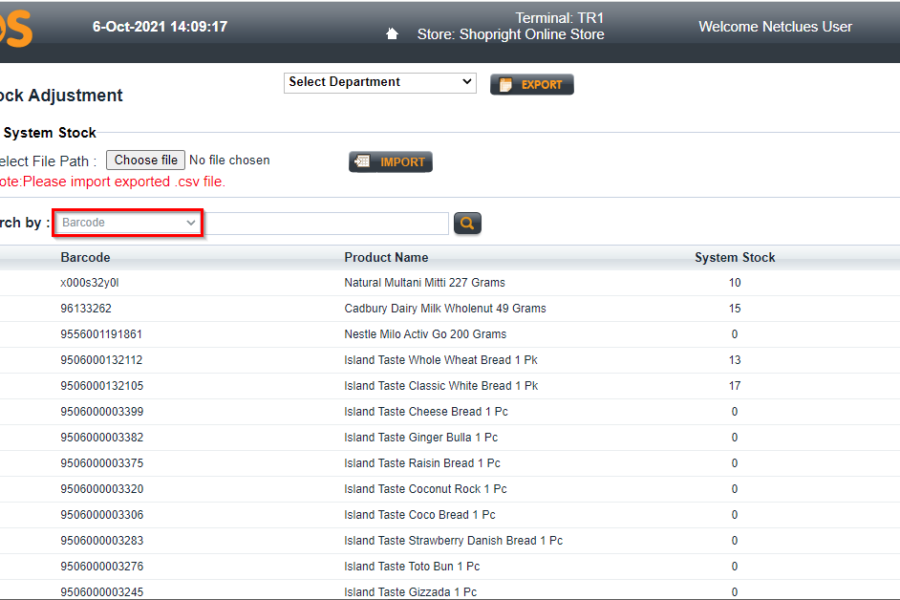 OS
6-Oct-2021 14:09:17
Terminal: TR1
Store: Shopright Online Store
Welcome Netclues User
ock Adjustment
Select Department
EXPORT
System Stock
elect File Path :
Choose file No file chosen
IMPORT
ote:Please import exported .csv file.
rch by :
Barcode
Barcode Product Name System Stock
x000s32y0l Natural Multani Mitti 227 Grams 10
96133262 Cadbury Dairy Milk Wholenut 49 Grams 15
9556001191861 Nestle Milo Activ Go 200 Grams 0
9506000132112 Island Taste Whole Wheat Bread 1 Pk 13
9506000132105 Island Taste Classic White Bread 1 Pk 17
9506000003399 Island Taste Cheese Bread 1 Pc 0
9506000003382 Island Taste Ginger Bulla 1 Pc 0
9506000003375 Island Taste Raisin Bread 1 Pc 0
9506000003320 Island Taste Coconut Rock 1 Pc 0
9506000003306 Island Taste Coco Bread 1 Pc 0
9506000003283 Island Taste Strawberry Danish Bread 1 Pc 0
9506000003276 Island Taste Toto Bun 1 Pc 0
9506000003245 Island Taste Gizzada 1 Pc 0